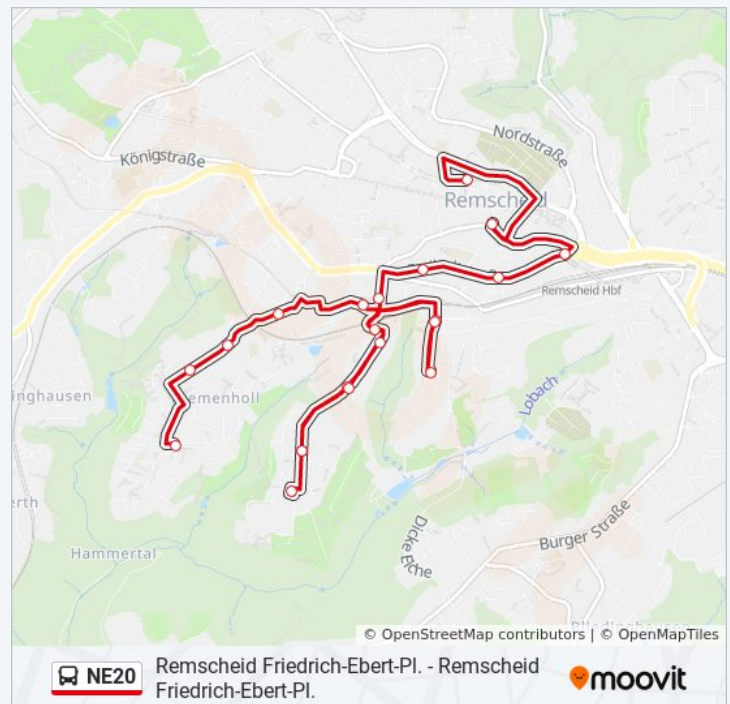 Nordstraße
Königstraße
Remscheid
Remscheid Hbf
inghausen
emenholl
Lobach
erth
Burger Straße
Dicke Eiche
Hammertal
© OpenStreetMap contributors | © OpenMapTiles
NE20
Remscheid Friedrich-Ebert-Pl. - Remscheid
Friedrich-Ebert-Pl.
moovit